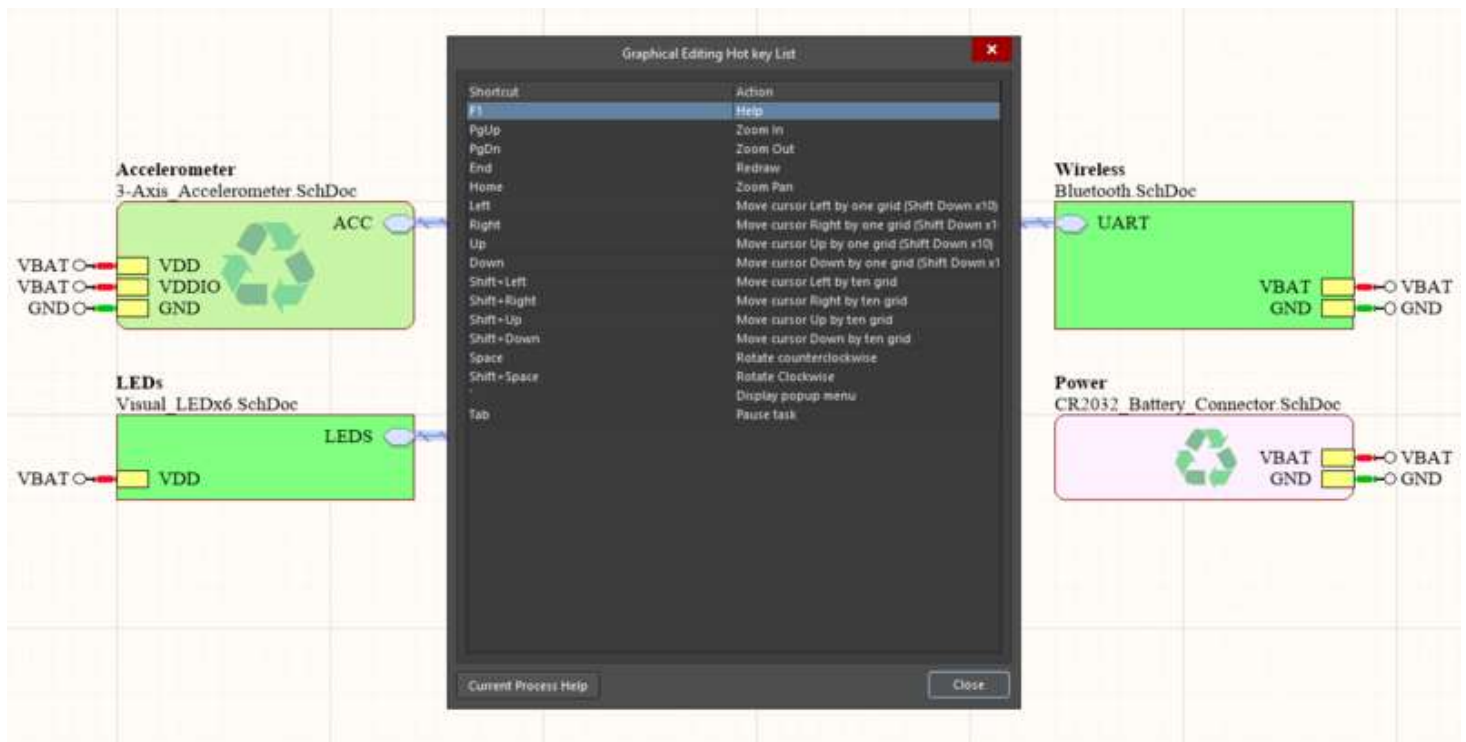 Graphical Editing Hot key List
Shortcut Action
F1 Help
PgUp Zoom In
PgDn Zoom Out
End Redraw
Home Zoom Pan
Left Move cursor Left by one grid (Shift Down x10)
Right Move cursor Right by one grid (Shift Down x1
Up Move cursor Up by one grid (Shift Down x10)
Down Move cursor Down by one grid (Shift Down x1
Shift+Left Move cursor Left by ten grid
Shift+Right Move cursor Right by ten grid
Shift+Up Move cursor Up by ten grid
Shift+Down Move cursor Down by ten grid
Space Rotate counterclockwise
Shift+Space Rotate Clockwise
` Display popup menu
Tab Pause task
Current Process Help Close
Accelerometer
3-Axis_Accelerometer.SchDoc
ACC
VBAT VDD
VBAT VDDIO
GND GND
LEDs
Visual_LEDx6.SchDoc
LEDS
VBAT VDD
Wireless
Bluetooth.SchDoc
UART
VBAT VBAT
GND GND
Power
CR2032_Battery_Connector.SchDoc
VBAT VBAT
GND GND